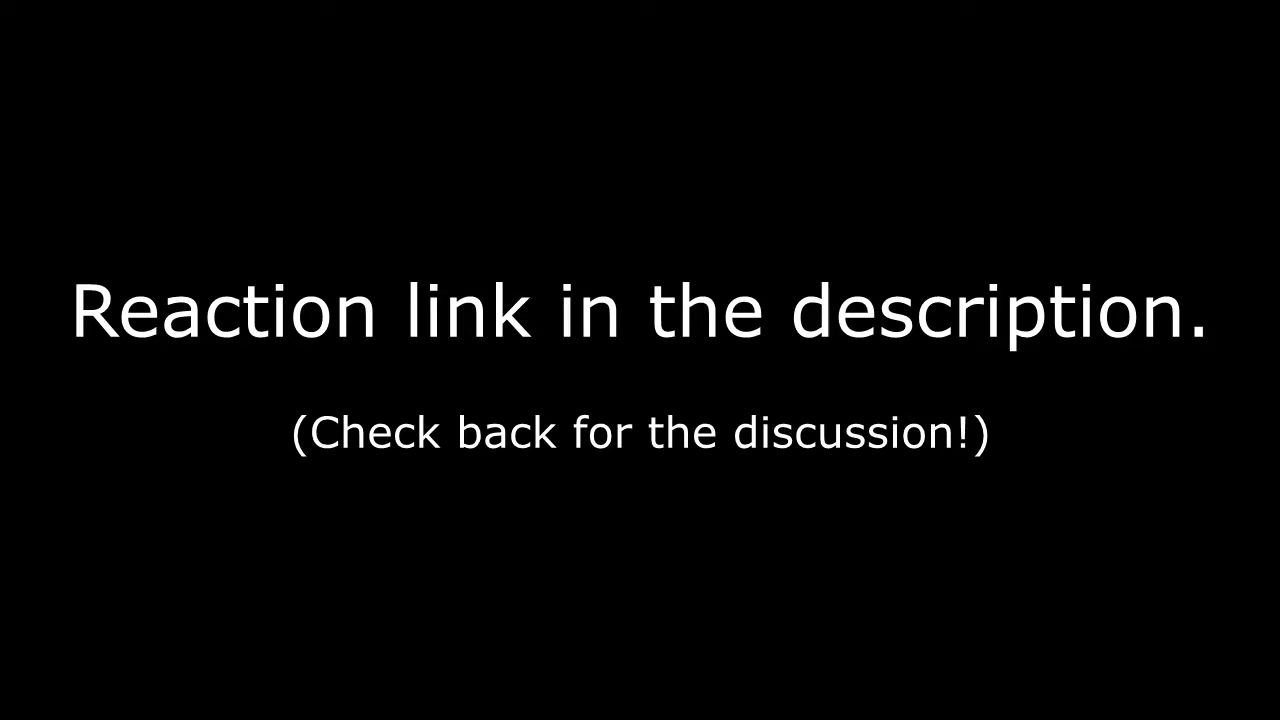 Reaction link in the description.
(Check back for the discussion!)